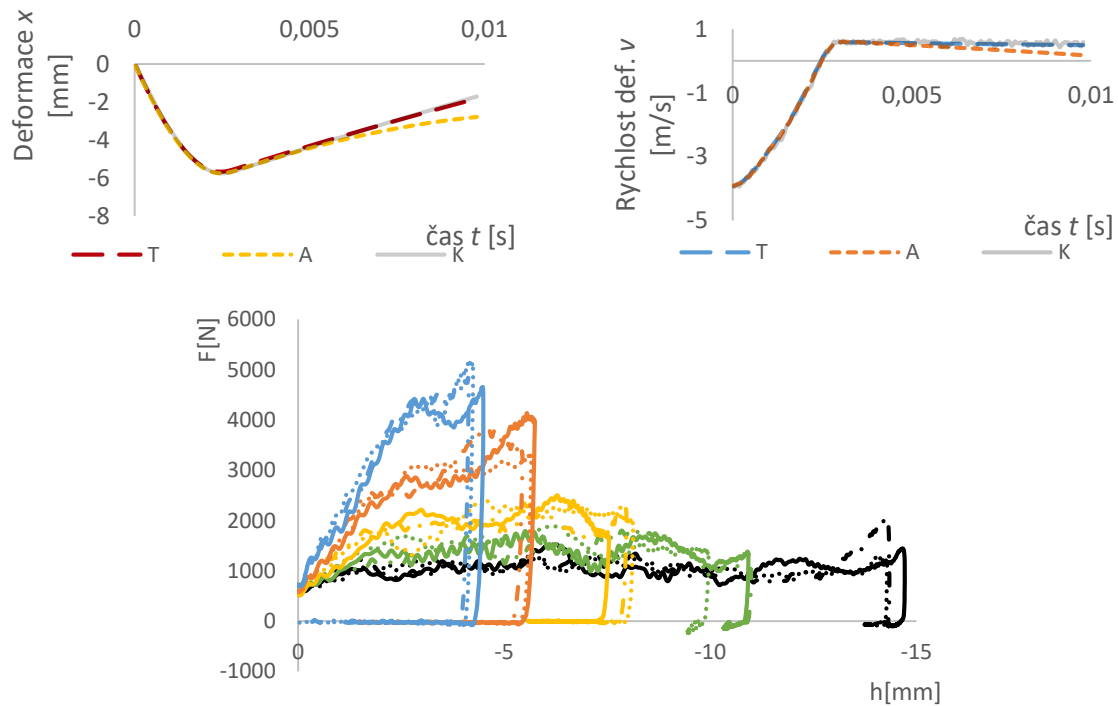 0 0,005 0,01
Deformace x
[mm]
0
-2
-4
-6
-8
čas t [s]
T A K
Rychlost def. v
[m/s]
1
-1
-3
-5
0 0,005 0,01
čas t [s]
T A K
F[N]
6000
5000
4000
3000
2000
1000
0
-1000
0 -5 -10 -15
h[mm]